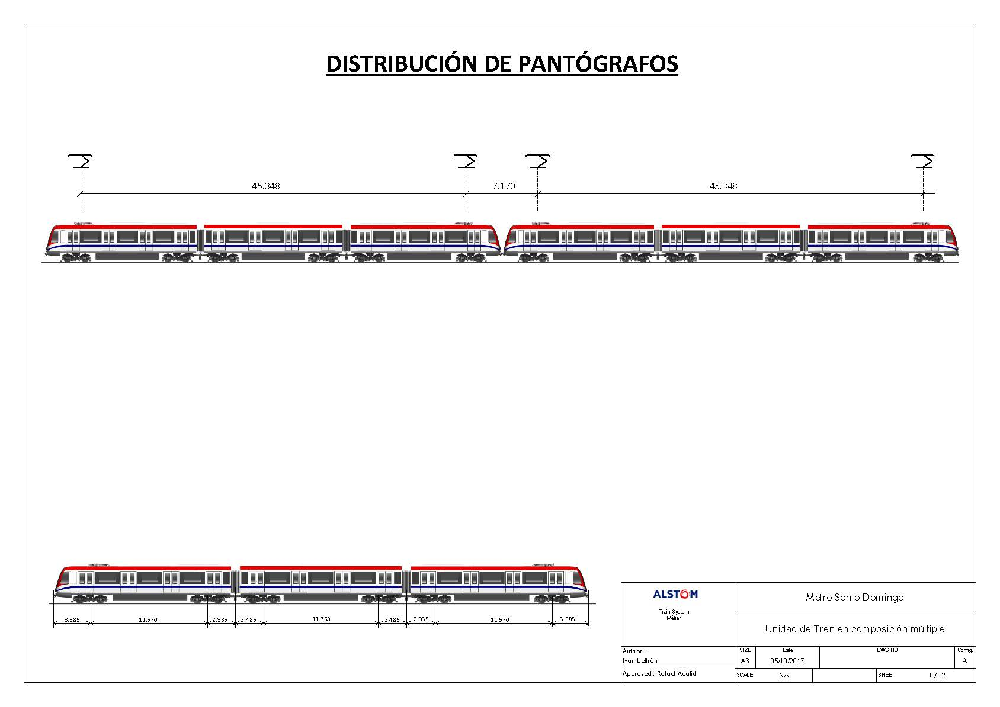 DISTRIBUCIÓN DE PANTÓGRAFOS
45.348
7.170
45.348
3.585
11.570
2.935
2.485
11.368
2.485
2.935
11.570
3.585
ALSTOM
Train System
Métier
Metro Santo Domingo
Unidad de Tren en composición múltiple
Author :
Iván Beltrán
Approved : Rafael Adalid
SIZE
A3
Date
05/10/2017
DWG NO
Config.
A
SCALE
NA
SHEET
1 / 2